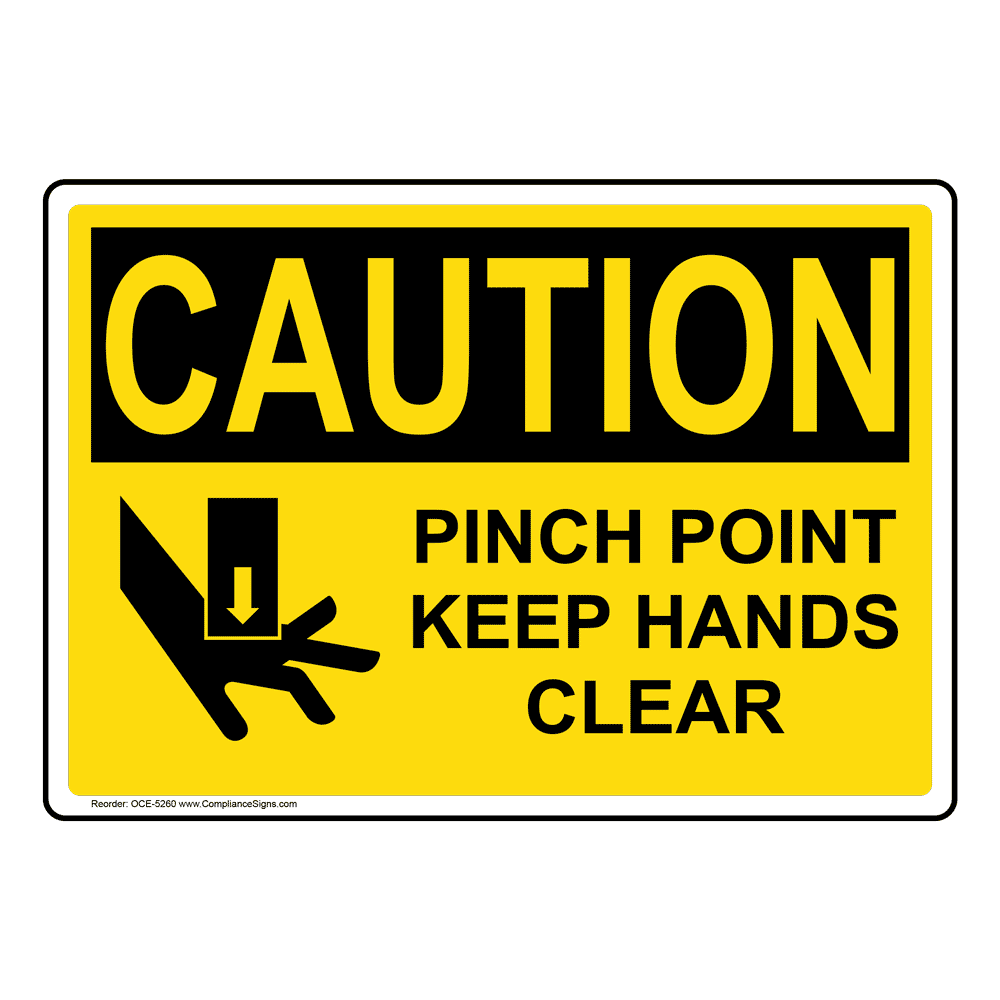 CAUTION
PINCH POINT
KEEP HANDS
CLEAR
Reorder: OCE-5260 www.ComplianceSigns.com